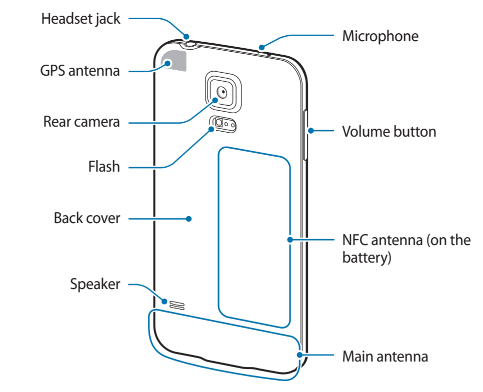 Headset jack
GPS antenna
Rear camera
Flash
Back cover
Speaker
Microphone
Volume button
NFC antenna (on the
battery)
Main antenna